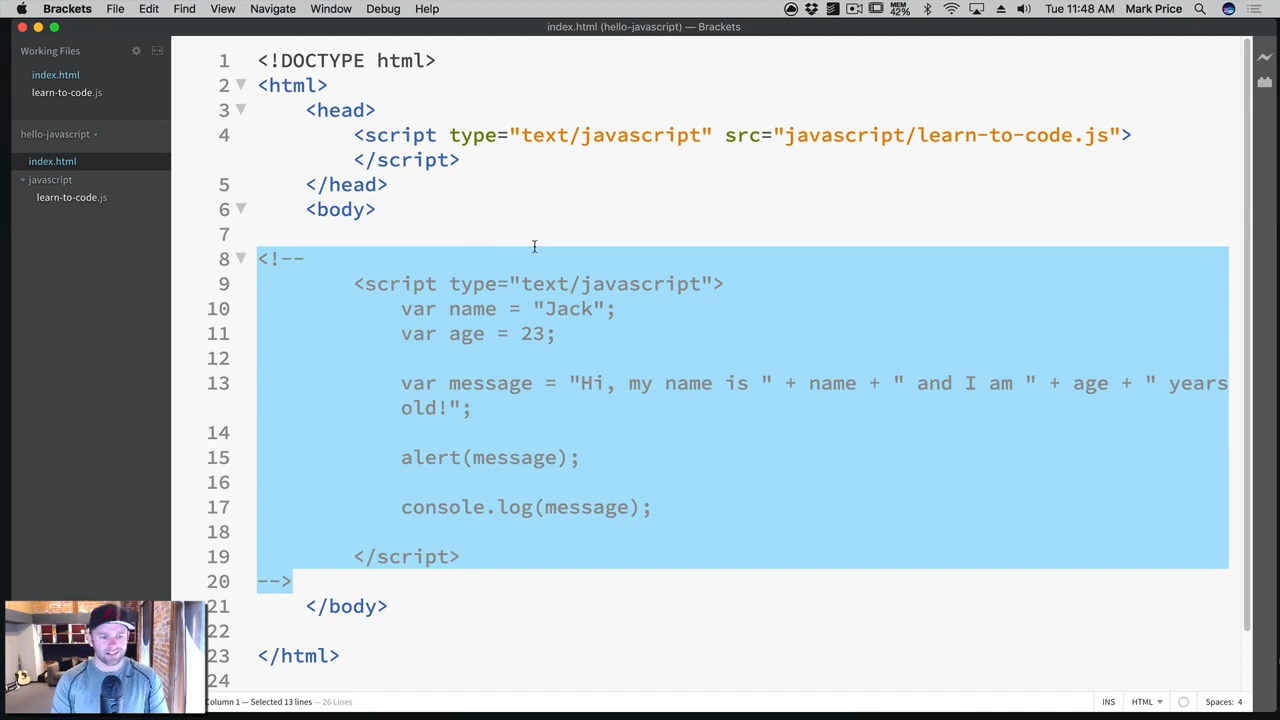 Brackets File Edit Find View Navigate Window Debug Help MEM 42% Tue 11:48 AM Mark Price
index.html (hello-javascript) — Brackets
Working Files
index.html
learn-to-code.js
hello-javascript
index.html
javascript
learn-to-code.js
1 <!DOCTYPE html>
2 <html>
3 <head>
4 <script type="text/javascript" src="javascript/learn-to-code.js">
</script>
5 </head>
6 <body>
7
8 <!--
9 <script type="text/javascript">
10 var name = "Jack";
11 var age = 23;
12
13 var message = "Hi, my name is " + name + " and I am " + age + " years
old!";
14
15 alert(message);
16
17 console.log(message);
18
19 </script>
20 -->
21 </body>
22
23 </html>
24
Column 1 — Selected 13 lines — 26 Lines
INS HTML Spaces: 4